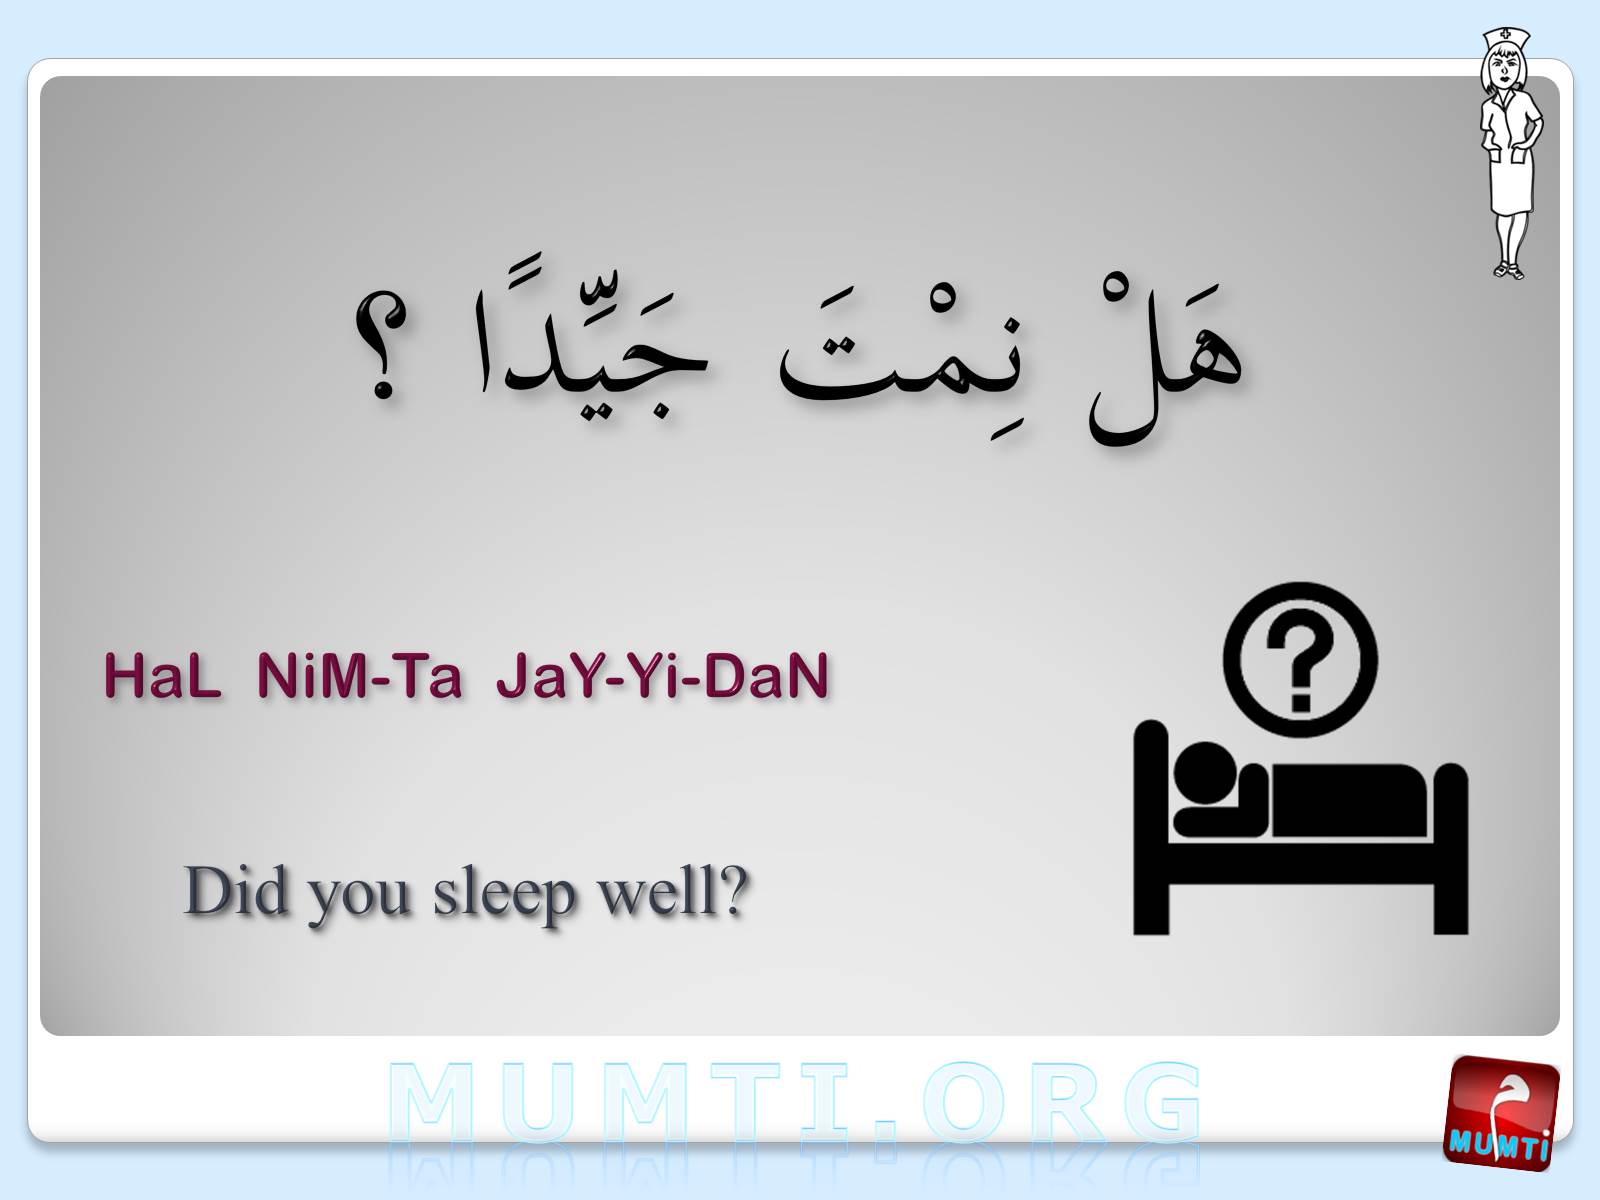 هَلْ نِمْتَ جَيِّدًا ؟
HaL NiM-Ta JaY-Yi-DaN
Did you sleep well?
MUMTI.ORG
م
MUMTi